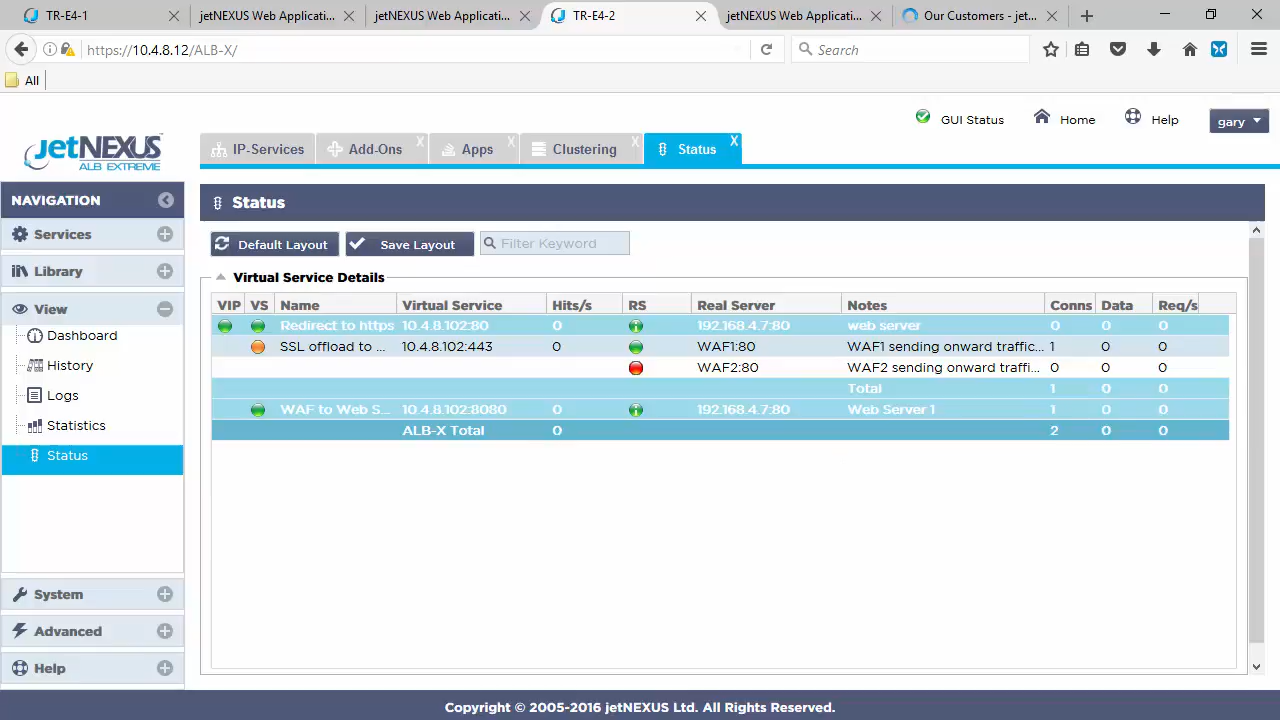 TR-E4-1
jetNEXUS Web Applicati...
jetNEXUS Web Applicati...
TR-E4-2
jetNEXUS Web Applicati...
Our Customers - jet...
https://10.4.8.12/ALB-X/
Search
All
jetNEXUS
ALB EXTREME
GUI Status
Home
Help
gary
IP-Services
Add-Ons
X
Apps
X
Clustering
X
Status
X
NAVIGATION
Services
Library
View
Dashboard
History
Logs
Statistics
Status
System
Advanced
Help
Status
Default Layout
Save Layout
Filter Keyword
Virtual Service Details
VIP VS Name Virtual Service Hits/s RS Real Server Notes Conns Data Req/s
Redirect to https 10.4.8.102:80 0 192.168.4.7:80 web server 0 0 0
SSL offload to ... 10.4.8.102:443 0 WAF1:80 WAF1 sending onward traffic... 1 0 0
WAF2:80 WAF2 sending onward traffi... 0 0 0
Total 1 0 0
WAF to Web S... 10.4.8.102:8080 0 192.168.4.7:80 Web Server 1 1 0 0
ALB-X Total 0 2 0 0
Copyright © 2005-2016 jetNEXUS Ltd. All Rights Reserved.